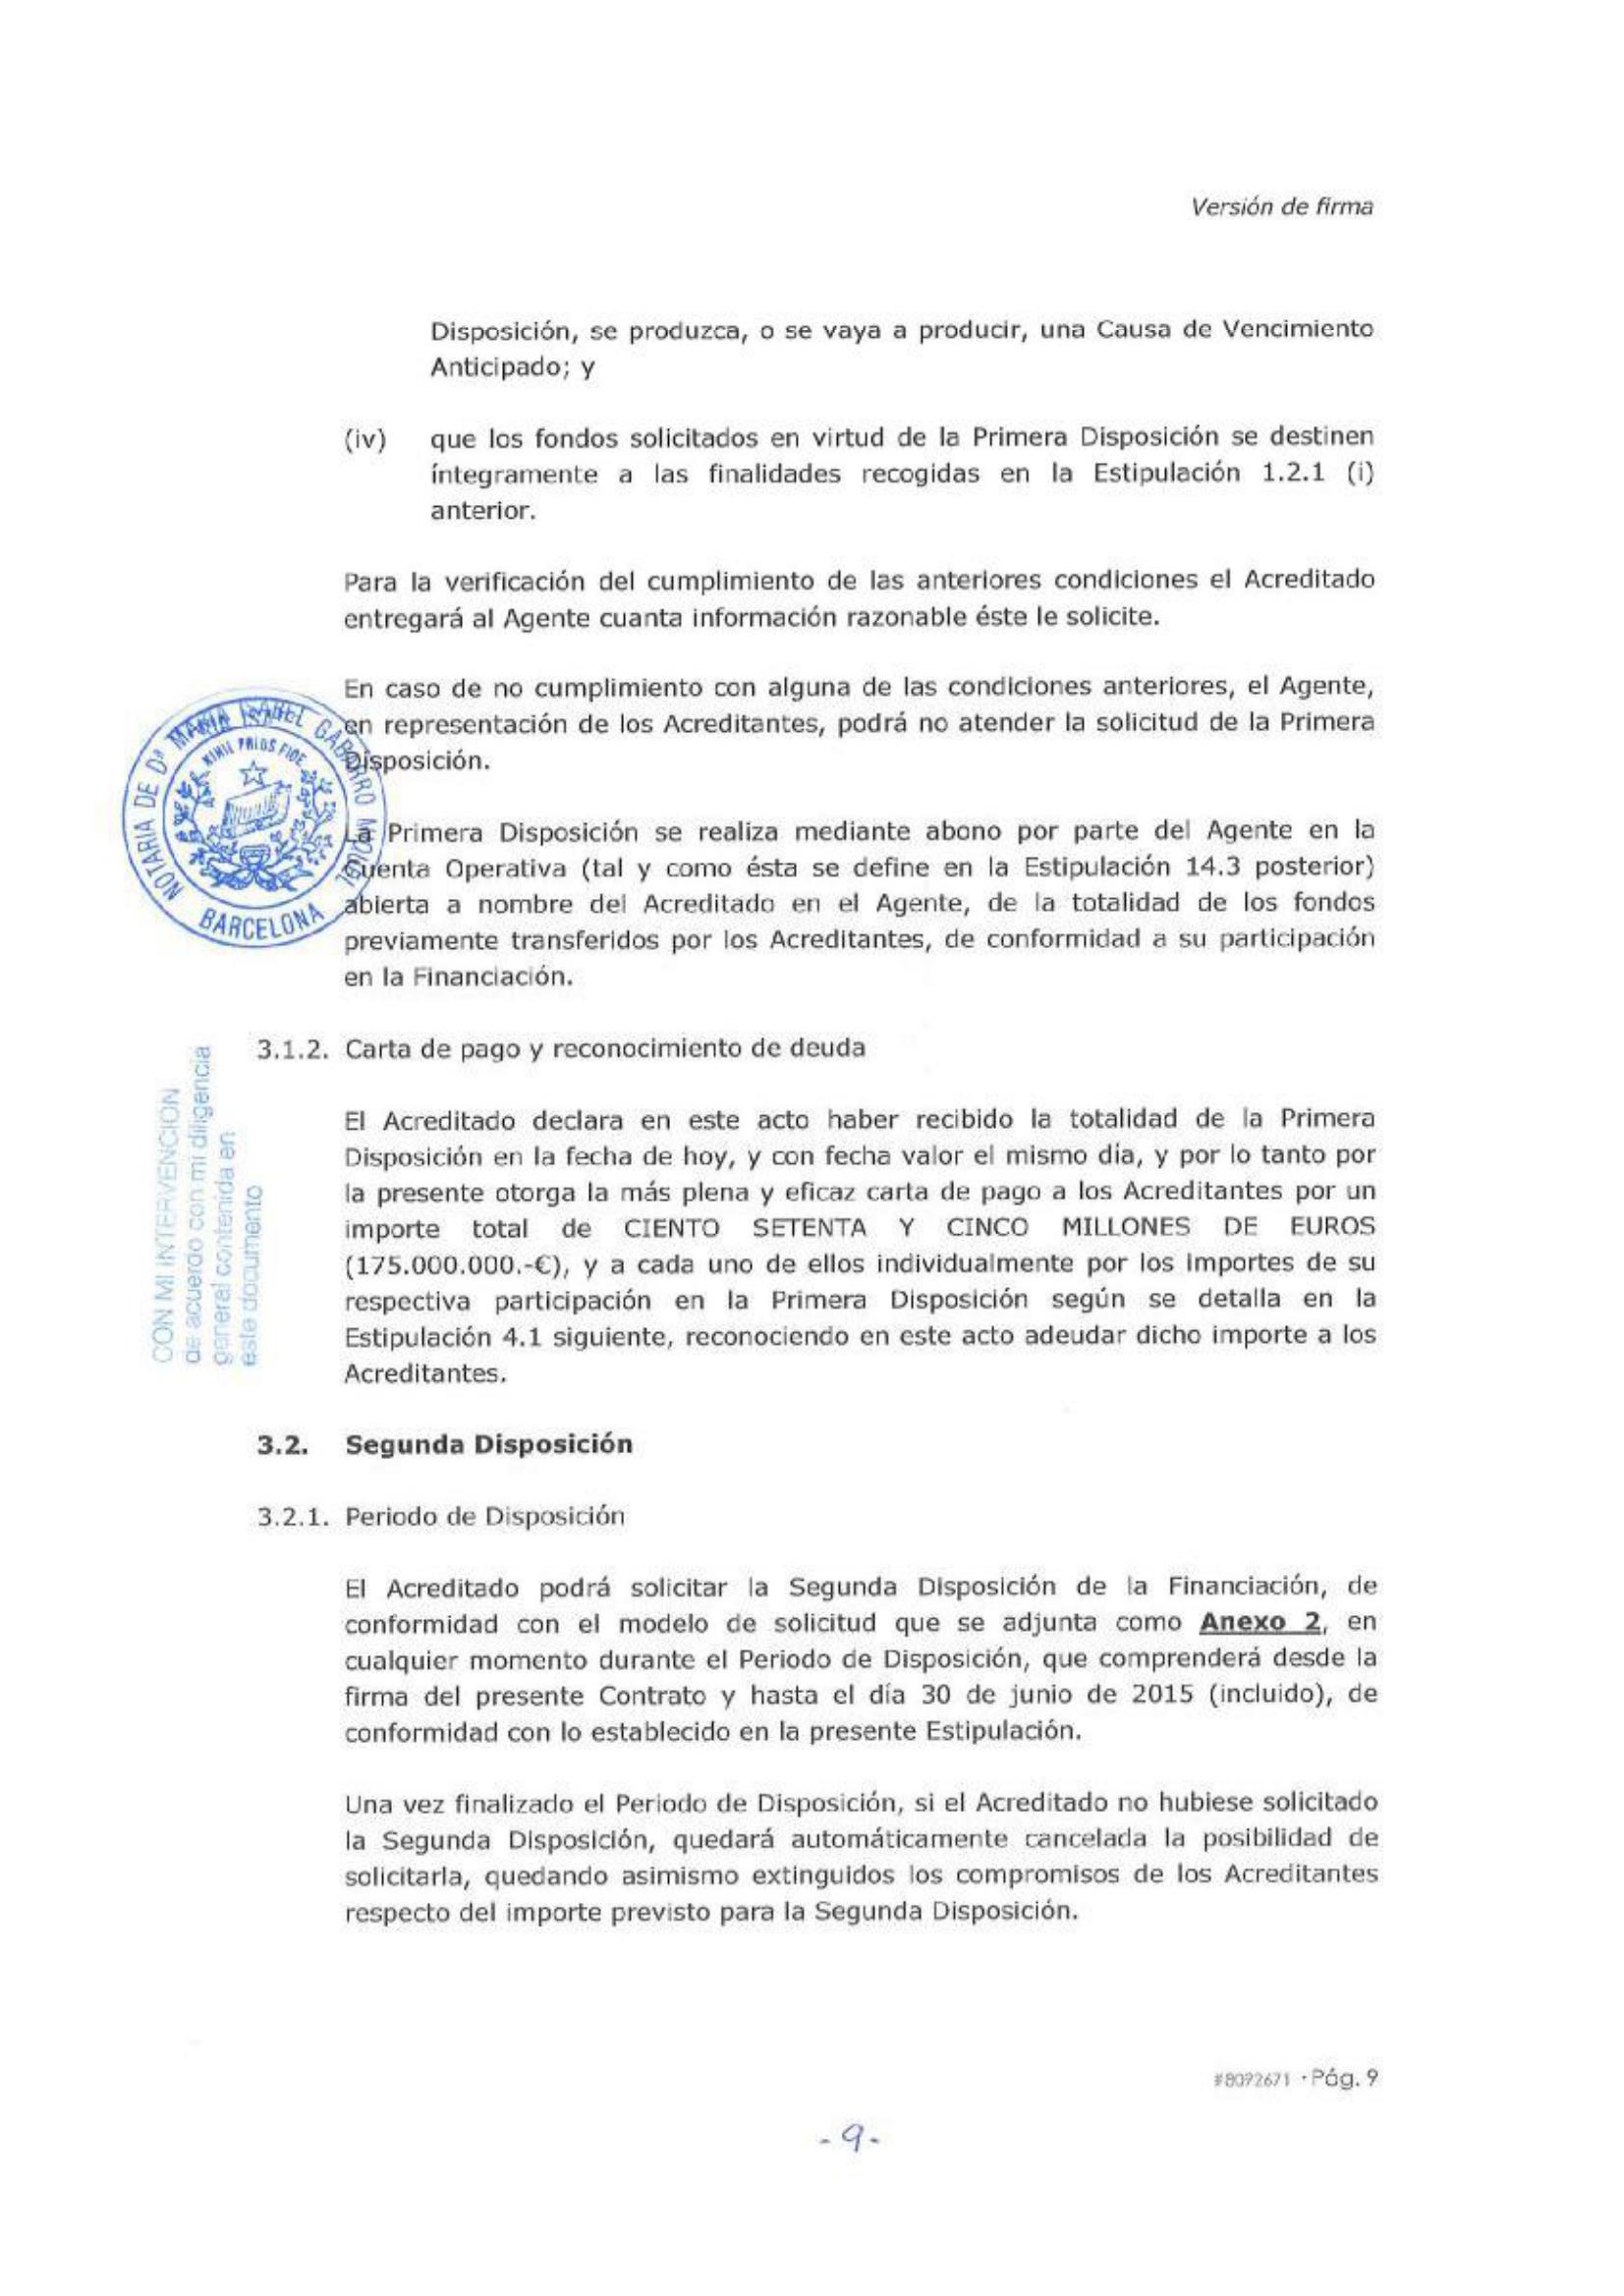 Versión de firma
Disposición, se produzca, o se vaya a producir, una Causa de Vencimiento
Anticipado; y
(iv) que los fondos solicitados en virtud de la Primera Disposición se destinen
íntegramente a las finalidades recogidas en la Estipulación 1.2.1 (i)
anterior.
Para la verificación del cumplimiento de las anteriores condiciones el Acreditado
entregará al Agente cuanta información razonable éste le solicite.
En caso de no cumplimiento con alguna de las condiciones anteriores, el Agente,
en representación de los Acreditantes, podrá no atender la solicitud de la Primera
Disposición.
NOTARIA DE Dª MARIA ISABEL GABARRO
NIHIL PRIUS FIDE
BARCELONA
La Primera Disposición se realiza mediante abono por parte del Agente en la
Cuenta Operativa (tal y como ésta se define en la Estipulación 14.3 posterior)
abierta a nombre del Acreditado en el Agente, de la totalidad de los fondos
previamente transferidos por los Acreditantes, de conformidad a su participación
en la Financiación.
3.1.2. Carta de pago y reconocimiento de deuda
CON MI INTERVENCION
de acuerdo con mi diligencia
general contenida en
este documento
El Acreditado declara en este acto haber recibido la totalidad de la Primera
Disposición en la fecha de hoy, y con fecha valor el mismo día, y por lo tanto por
la presente otorga la más plena y eficaz carta de pago a los Acreditantes por un
importe total de CIENTO SETENTA Y CINCO MILLONES DE EUROS
(175.000.000.-€), y a cada uno de ellos individualmente por los importes de su
respectiva participación en la Primera Disposición según se detalla en la
Estipulación 4.1 siguiente, reconociendo en este acto adeudar dicho importe a los
Acreditantes.
3.2. Segunda Disposición
3.2.1. Periodo de Disposición
El Acreditado podrá solicitar la Segunda Disposición de la Financiación, de
conformidad con el modelo de solicitud que se adjunta como Anexo 2, en
cualquier momento durante el Periodo de Disposición, que comprenderá desde la
firma del presente Contrato y hasta el día 30 de junio de 2015 (incluido), de
conformidad con lo establecido en la presente Estipulación.
Una vez finalizado el Periodo de Disposición, si el Acreditado no hubiese solicitado
la Segunda Disposición, quedará automáticamente cancelada la posibilidad de
solicitarla, quedando asimismo extinguidos los compromisos de los Acreditantes
respecto del importe previsto para la Segunda Disposición.
#8092671 · Pág. 9
- 9 -